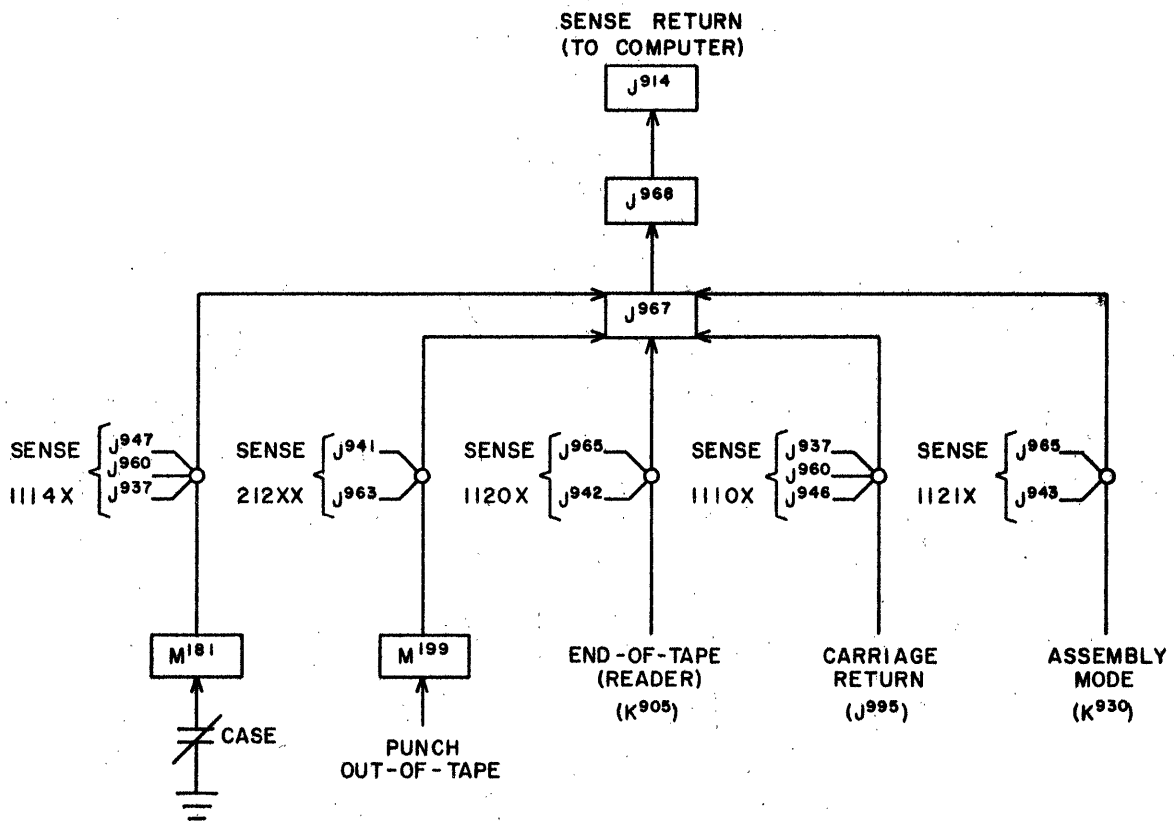 SENSE RETURN
(TO COMPUTER)
J914
J968
J967
SENSE
1114X
J947
J960
J937
SENSE
212XX
J941
J963
SENSE
1120X
J965
J942
SENSE
1110X
J937
J960
J946
SENSE
1121X
J965
J943
M181
CASE
M199
PUNCH
OUT-OF-TAPE
END-OF-TAPE
(READER)
(K905)
CARRIAGE
RETURN
(J995)
ASSEMBLY
MODE
(K930)